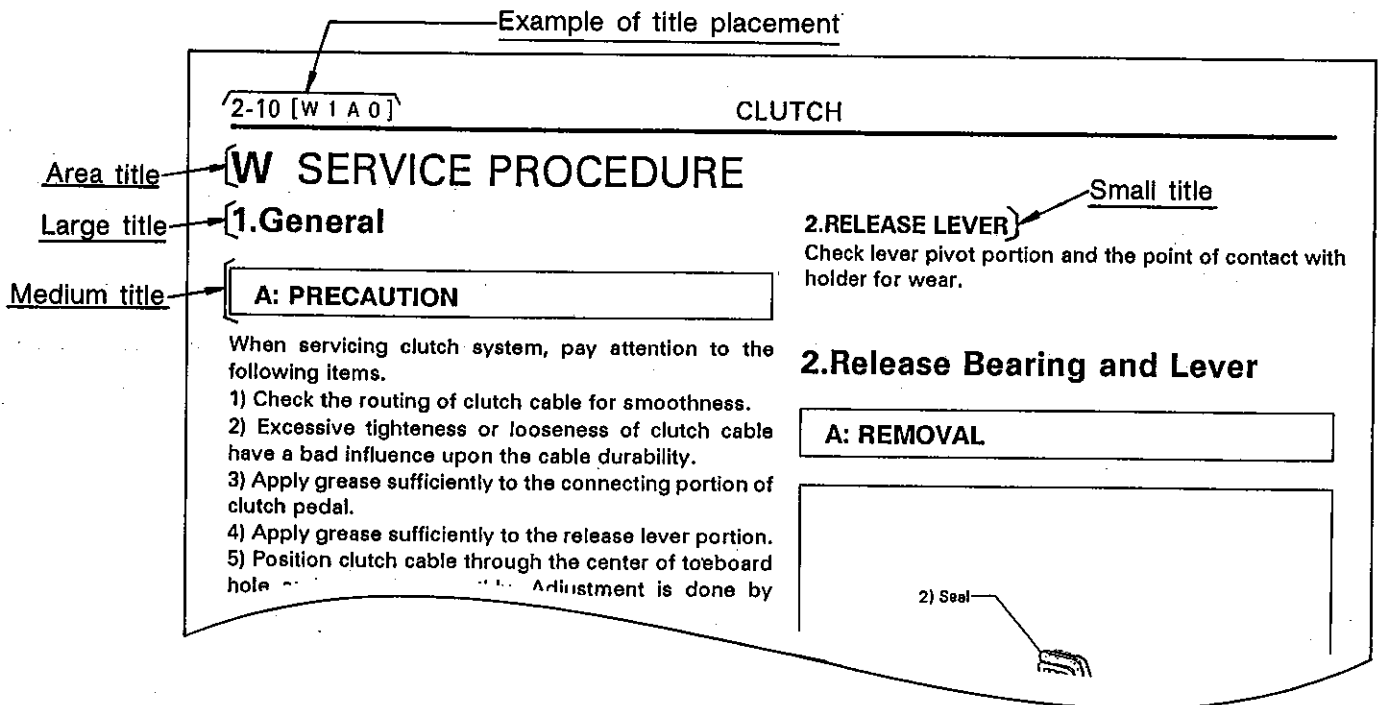 Example of title placement
2-10 [W 1 A 0]
CLUTCH
Area title
W SERVICE PROCEDURE
Large title
1.General
Medium title
A: PRECAUTION
When servicing clutch system, pay attention to the
following items.
1) Check the routing of clutch cable for smoothness.
2) Excessive tighteness or looseness of clutch cable
have a bad influence upon the cable durability.
3) Apply grease sufficiently to the connecting portion of
clutch pedal.
4) Apply grease sufficiently to the release lever portion.
5) Position clutch cable through the center of toeboard
hole Adjustment is done by
Small title
2.RELEASE LEVER
Check lever pivot portion and the point of contact with
holder for wear.
2.Release Bearing and Lever
A: REMOVAL
2) Seal